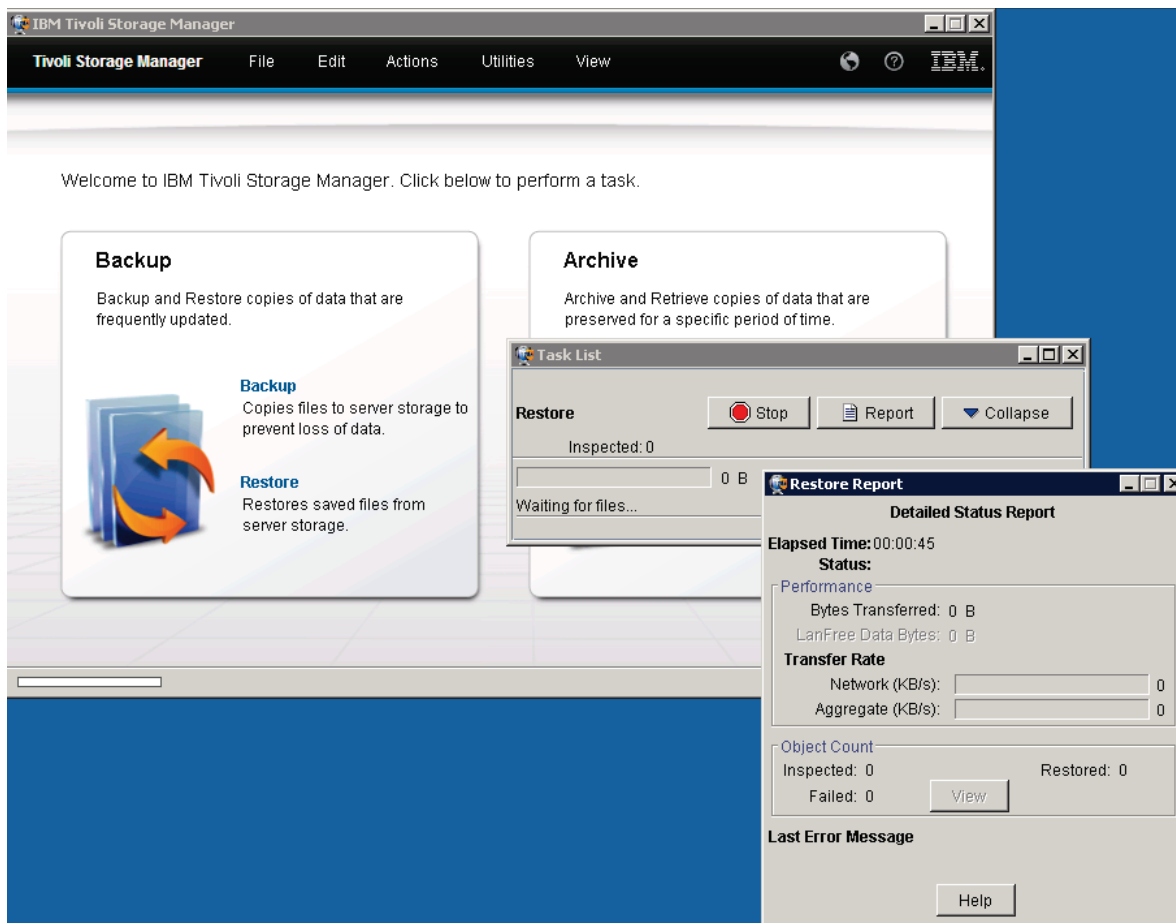 IBM Tivoli Storage Manager
Tivoli Storage Manager File Edit Actions Utilities View IBM.
Welcome to IBM Tivoli Storage Manager. Click below to perform a task.
Backup
Backup and Restore copies of data that are
frequently updated.
Backup
Copies files to server storage to
prevent loss of data.
Restore
Restores saved files from
server storage.
Archive
Archive and Retrieve copies of data that are
preserved for a specific period of time.
Task List
Restore Stop Report Collapse
Inspected: 0
0 B
Waiting for files...
Restore Report
Detailed Status Report
Elapsed Time: 00:00:45
Status:
Performance
Bytes Transferred: 0 B
LanFree Data Bytes: 0 B
Transfer Rate
Network (KB/s): 0
Aggregate (KB/s): 0
Object Count
Inspected: 0 Restored: 0
Failed: 0 View
Last Error Message
Help